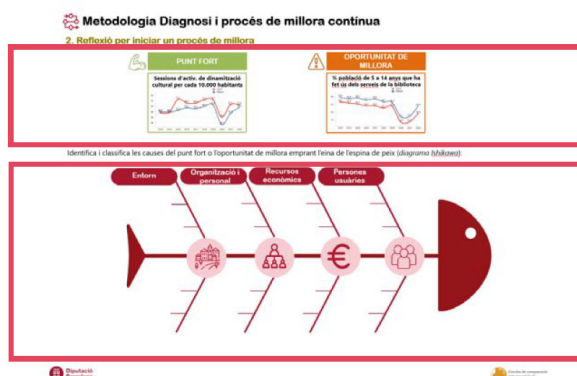 Metodologia Diagnosi i procés de millora contínua
2. Reflexió per iniciar un procés de millora
PUNT FORT
Sessions d'activ. de dinamització
cultural per cada 10.000 habitants
OPORTUNITAT DE
MILLORA
% població de 5 a 14 anys que ha
fet ús dels serveis de la biblioteca
Identifica i classifica les causes del punt fort o l'oportunitat de millora emprant l'eina de l'espina de peix (diagrama Ishikawa):
Entorn
Organització i
personal
Recursos
econòmics
Persones
usuàries
€
Diputació
Barcelona